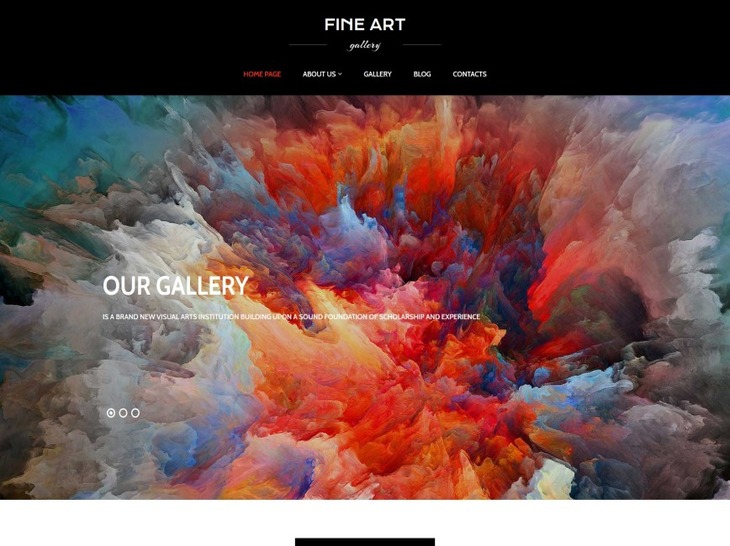 FINE ART
gallery
HOME PAGE ABOUT US GALLERY BLOG CONTACTS
OUR GALLERY
IS A BRAND NEW VISUAL ARTS INSTITUTION BUILDING UPON A SOUND FOUNDATION OF SCHOLARSHIP AND EXPERIENCE